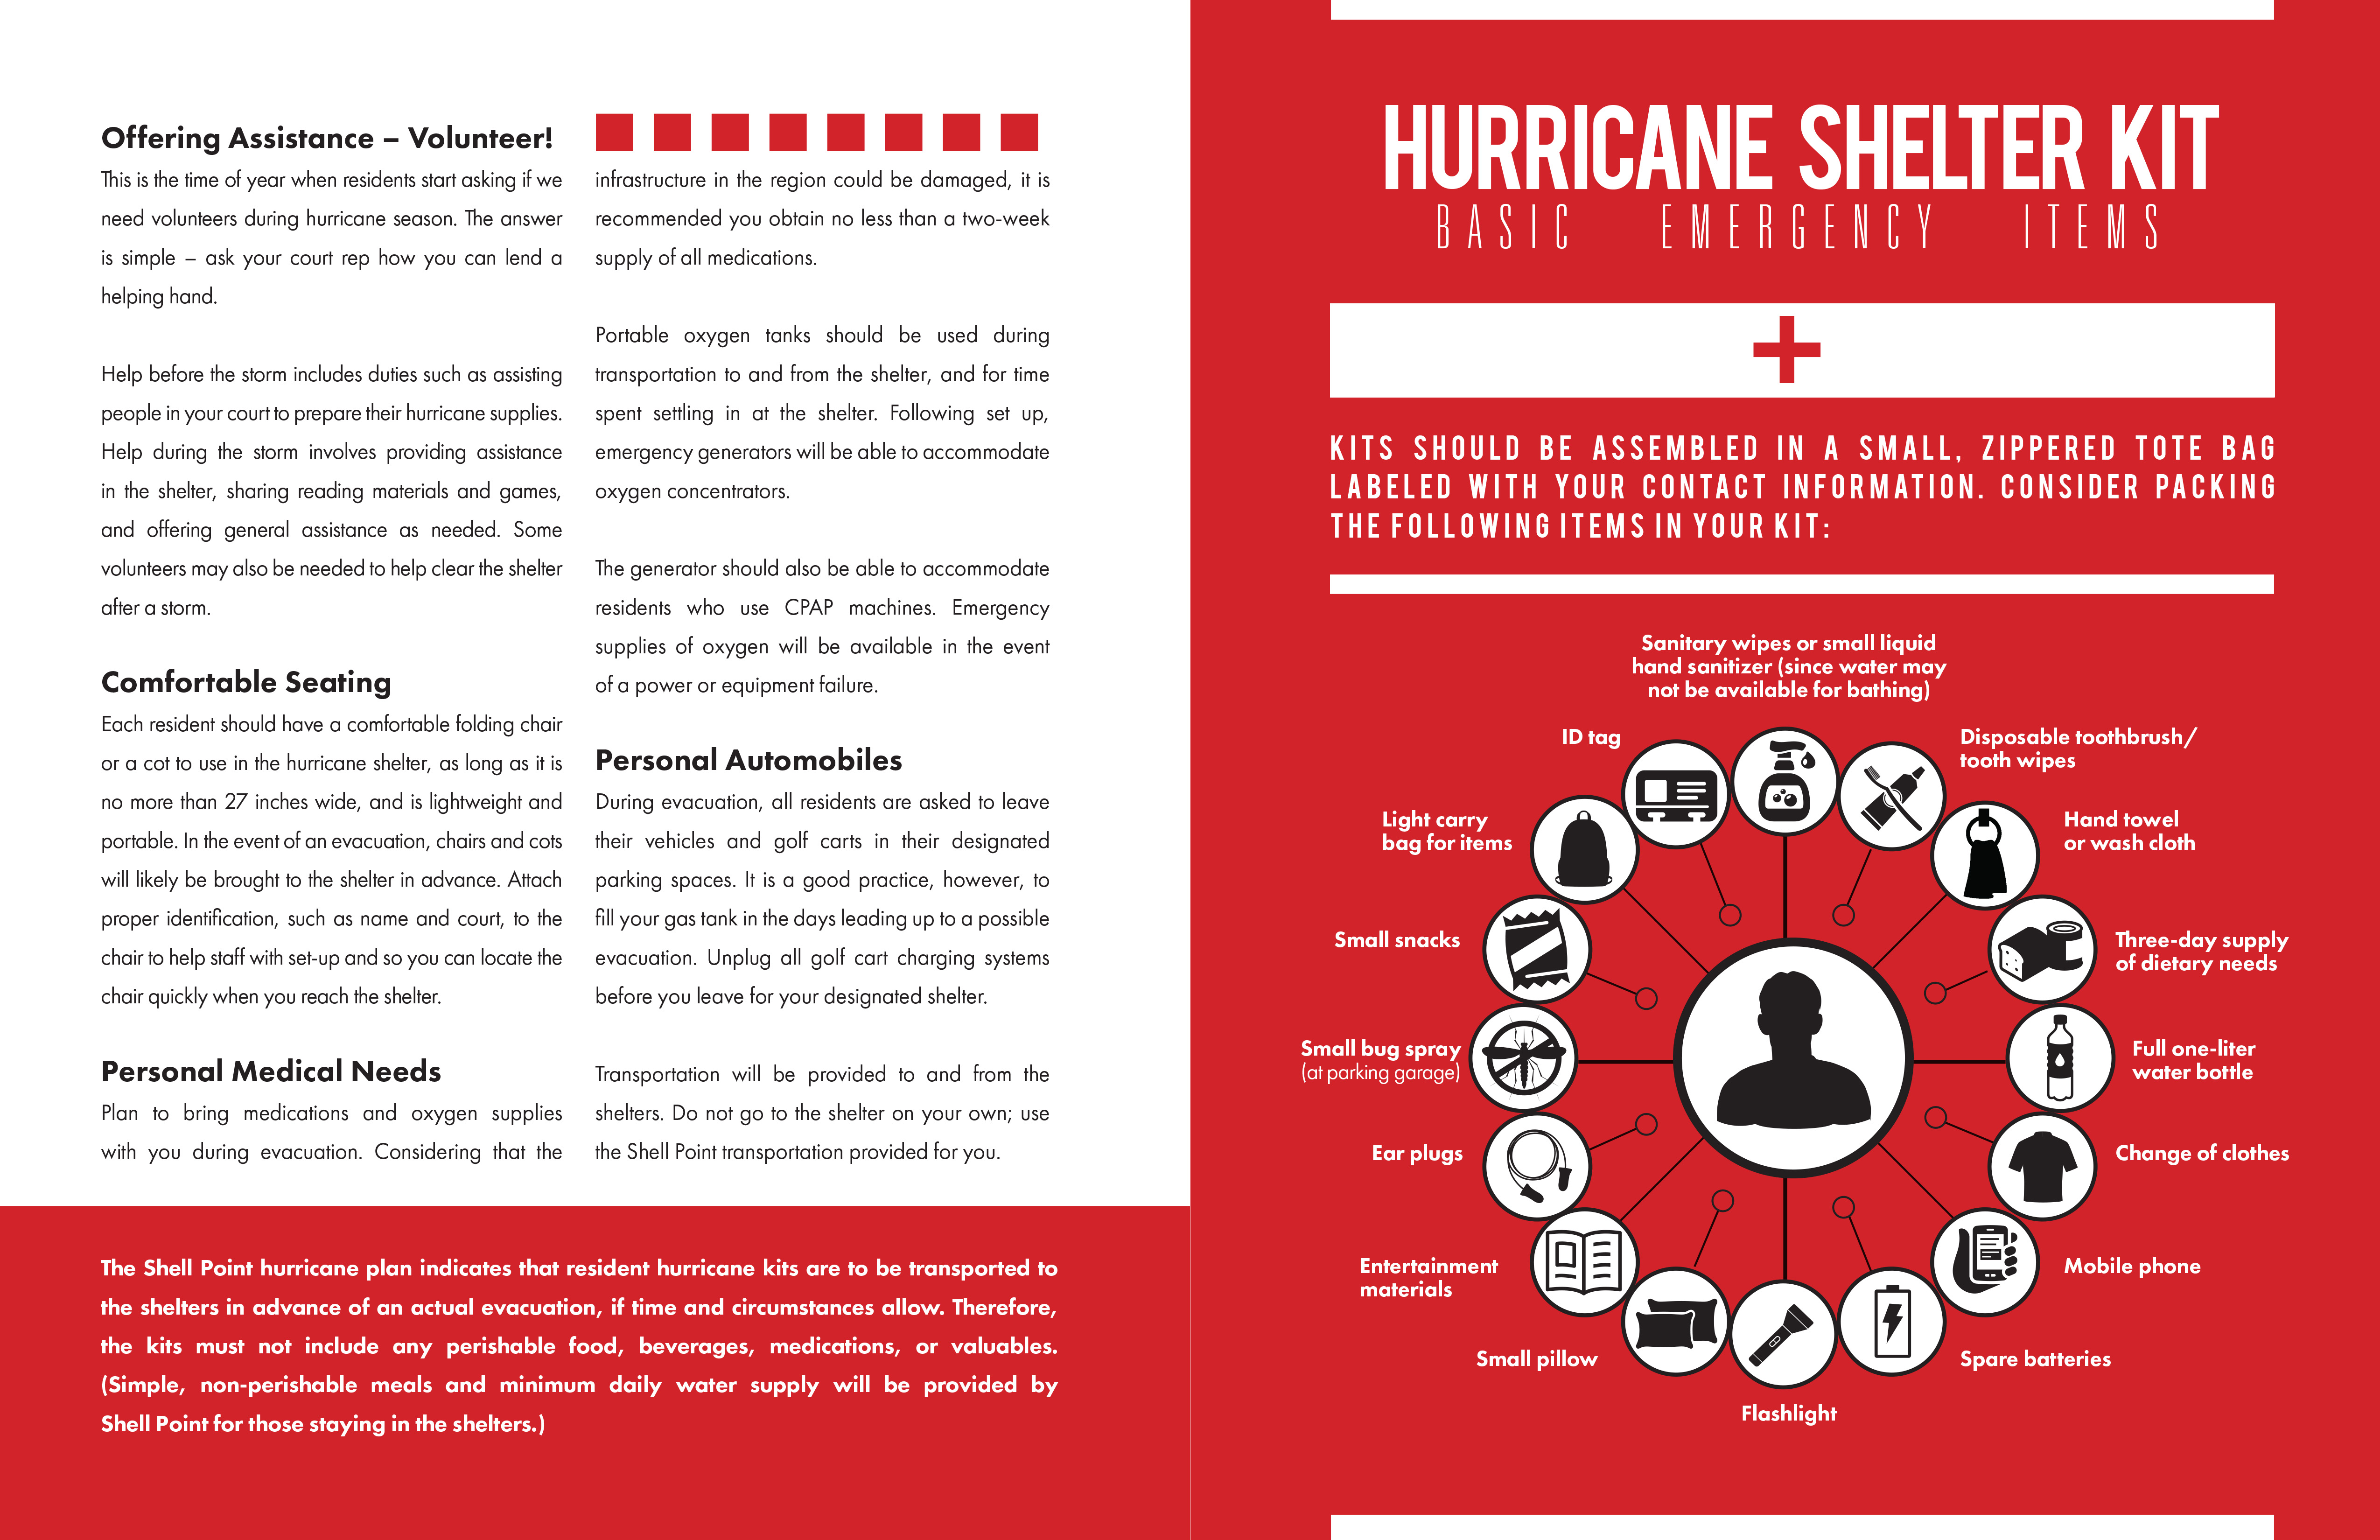 Offering Assistance – Volunteer!
This is the time of year when residents start asking if we
need volunteers during hurricane season. The answer
is simple – ask your court rep how you can lend a
helping hand.
Help before the storm includes duties such as assisting
people in your court to prepare their hurricane supplies.
Help during the storm involves providing assistance
in the shelter, sharing reading materials and games,
and offering general assistance as needed. Some
volunteers may also be needed to help clear the shelter
after a storm.
Comfortable Seating
Each resident should have a comfortable folding chair
or a cot to use in the hurricane shelter, as long as it is
no more than 27 inches wide, and is lightweight and
portable. In the event of an evacuation, chairs and cots
will likely be brought to the shelter in advance. Attach
proper identification, such as name and court, to the
chair to help staff with set-up and so you can locate the
chair quickly when you reach the shelter.
Personal Medical Needs
Plan to bring medications and oxygen supplies
with you during evacuation. Considering that the
infrastructure in the region could be damaged, it is
recommended you obtain no less than a two-week
supply of all medications.
Portable oxygen tanks should be used during
transportation to and from the shelter, and for time
spent settling in at the shelter. Following set up,
emergency generators will be able to accommodate
oxygen concentrators.
The generator should also be able to accommodate
residents who use CPAP machines. Emergency
supplies of oxygen will be available in the event
of a power or equipment failure.
Personal Automobiles
During evacuation, all residents are asked to leave
their vehicles and golf carts in their designated
parking spaces. It is a good practice, however, to
fill your gas tank in the days leading up to a possible
evacuation. Unplug all golf cart charging systems
before you leave for your designated shelter.
Transportation will be provided to and from the
shelters. Do not go to the shelter on your own; use
the Shell Point transportation provided for you.
The Shell Point hurricane plan indicates that resident hurricane kits are to be transported to
the shelters in advance of an actual evacuation, if time and circumstances allow. Therefore,
the kits must not include any perishable food, beverages, medications, or valuables.
(Simple, non-perishable meals and minimum daily water supply will be provided by
Shell Point for those staying in the shelters.)
HURRICANE SHELTER KIT
BASIC EMERGENCY ITEMS
KITS SHOULD BE ASSEMBLED IN A SMALL, ZIPPERED TOTE BAG
LABELED WITH YOUR CONTACT INFORMATION. CONSIDER PACKING
THE FOLLOWING ITEMS IN YOUR KIT:
Sanitary wipes or small liquid
hand sanitizer (since water may
not be available for bathing)
Disposable toothbrush/
tooth wipes
Hand towel
or wash cloth
Three-day supply
of dietary needs
Full one-liter
water bottle
Change of clothes
Mobile phone
Spare batteries
Flashlight
Small pillow
Entertainment
materials
Ear plugs
Small bug spray
(at parking garage)
Small snacks
Light carry
bag for items
ID tag